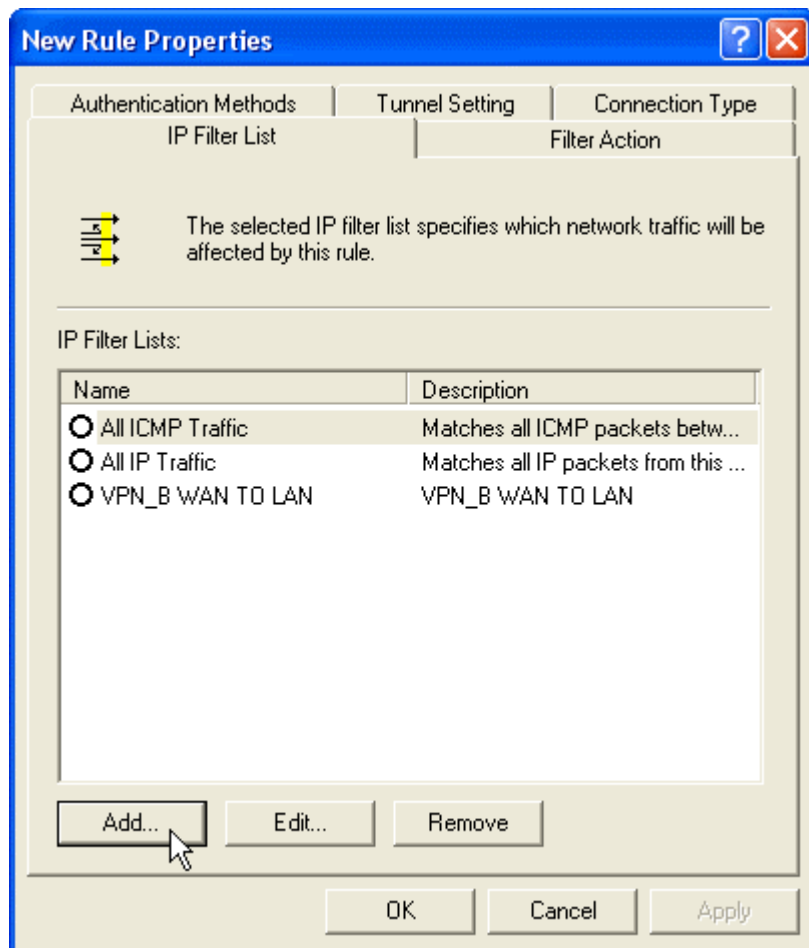 New Rule Properties
Authentication Methods Tunnel Setting Connection Type
IP Filter List Filter Action
The selected IP filter list specifies which network traffic will be
affected by this rule.
IP Filter Lists:
Name Description
All ICMP Traffic Matches all ICMP packets betw...
All IP Traffic Matches all IP packets from this ...
VPN_B WAN TO LAN VPN_B WAN TO LAN
Add... Edit... Remove
OK Cancel Apply